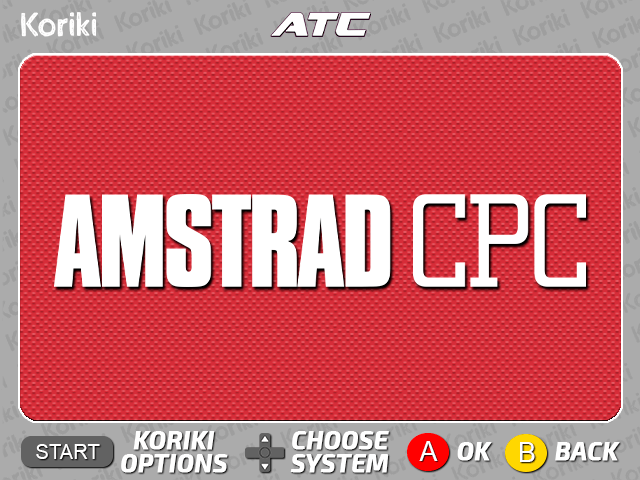 Koriki
ATC
AMSTRAD CPC
START KORIKI OPTIONS CHOOSE SYSTEM A OK B BACK